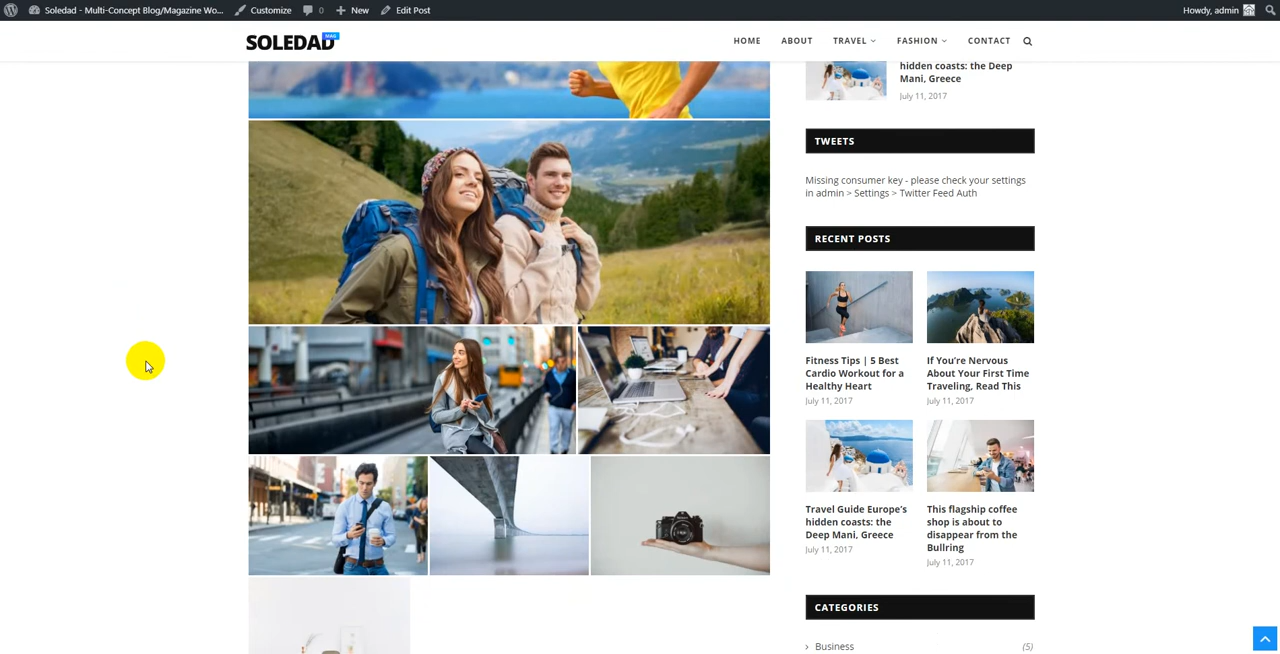 Soledad - Multi-Concept Blog/Magazine Wo... Customize 0 New Edit Post Howdy, admin
SOLEDAD MAG
HOME ABOUT TRAVEL FASHION CONTACT
hidden coasts: the Deep
Mani, Greece
July 11, 2017
TWEETS
Missing consumer key - please check your settings
in admin > Settings > Twitter Feed Auth
RECENT POSTS
Fitness Tips | 5 Best
Cardio Workout for a
Healthy Heart
July 11, 2017
If You're Nervous
About Your First Time
Traveling, Read This
July 11, 2017
Travel Guide Europe's
hidden coasts: the
Deep Mani, Greece
July 11, 2017
This flagship coffee
shop is about to
disappear from the
Bullring
July 11, 2017
CATEGORIES
Business (5)